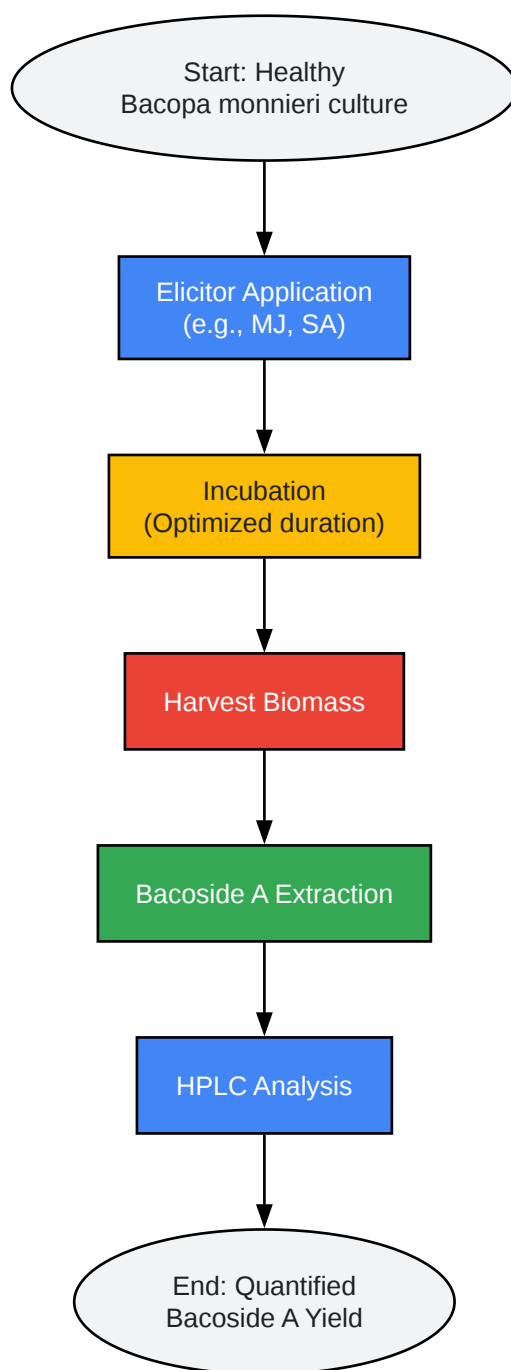 Start: Healthy
Bacopa monnieri culture
Elicitor Application
(e.g., MJ, SA)
Incubation
(Optimized duration)
Harvest Biomass
Bacoside A Extraction
HPLC Analysis
End: Quantified
Bacoside A Yield